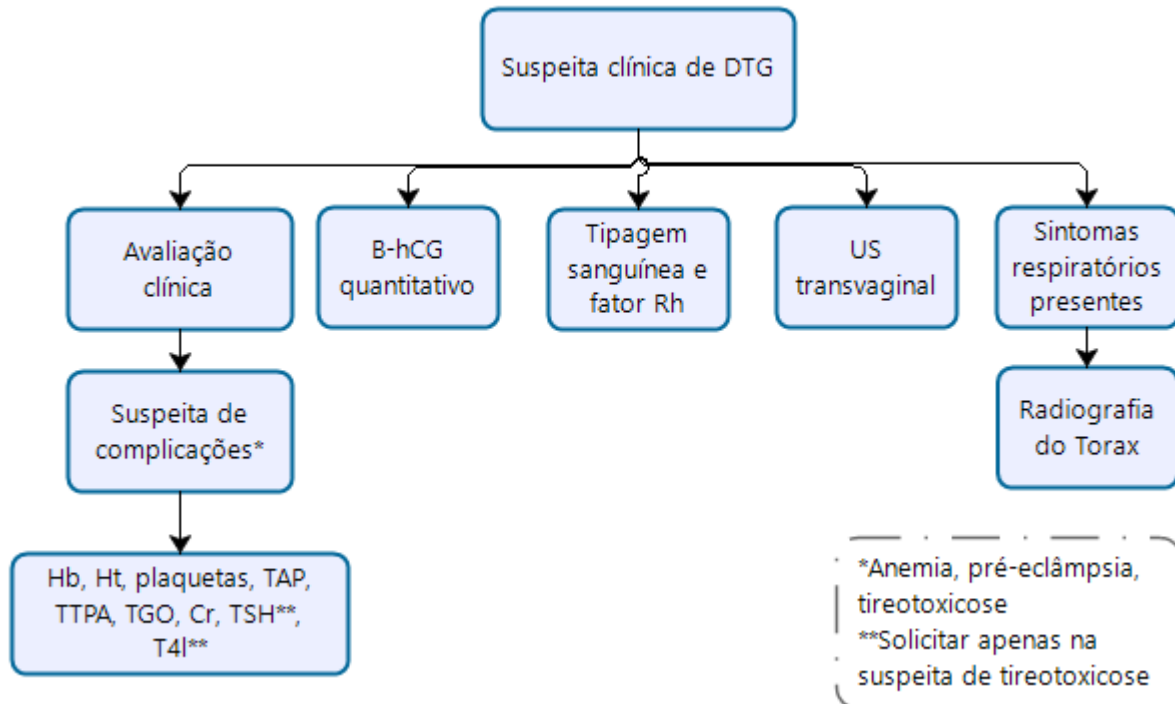 Suspeita clínica de DTG
Avaliação
clínica
B-hCG
quantitativo
Tipagem
sanguínea e
fator Rh
US
transvaginal
Sintomas
respiratórios
presentes
Suspeita de
complicações*
Radiografia
do Torax
Hb, Ht, plaquetas, TAP,
TTPA, TGO, Cr, TSH**,
T4l**
*Anemia, pré-eclâmpsia,
tireotoxicose
**Solicitar apenas na
suspeita de tireotoxicose